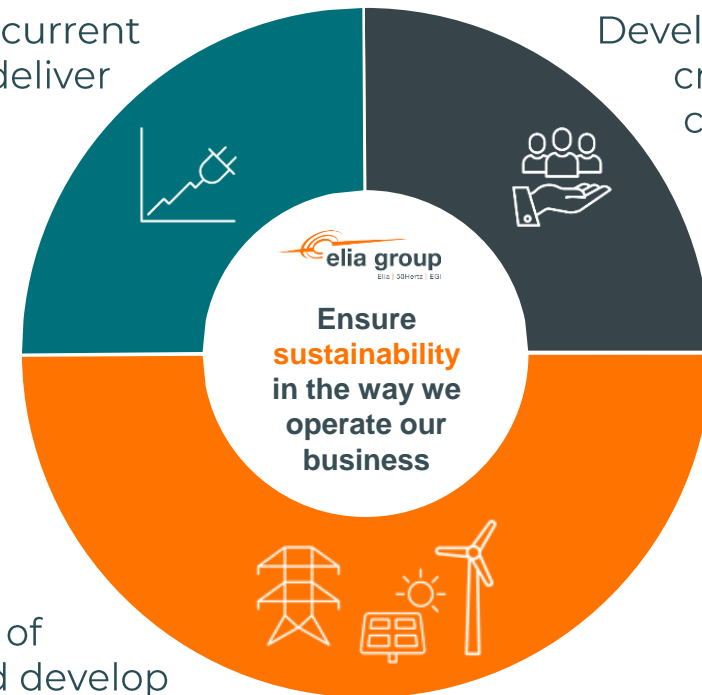 current
deliver
Devel
cr
c
elia group
Elia | 50Hertz | EGI
Ensure
sustainability
in the way we
operate our
business
of
d develop